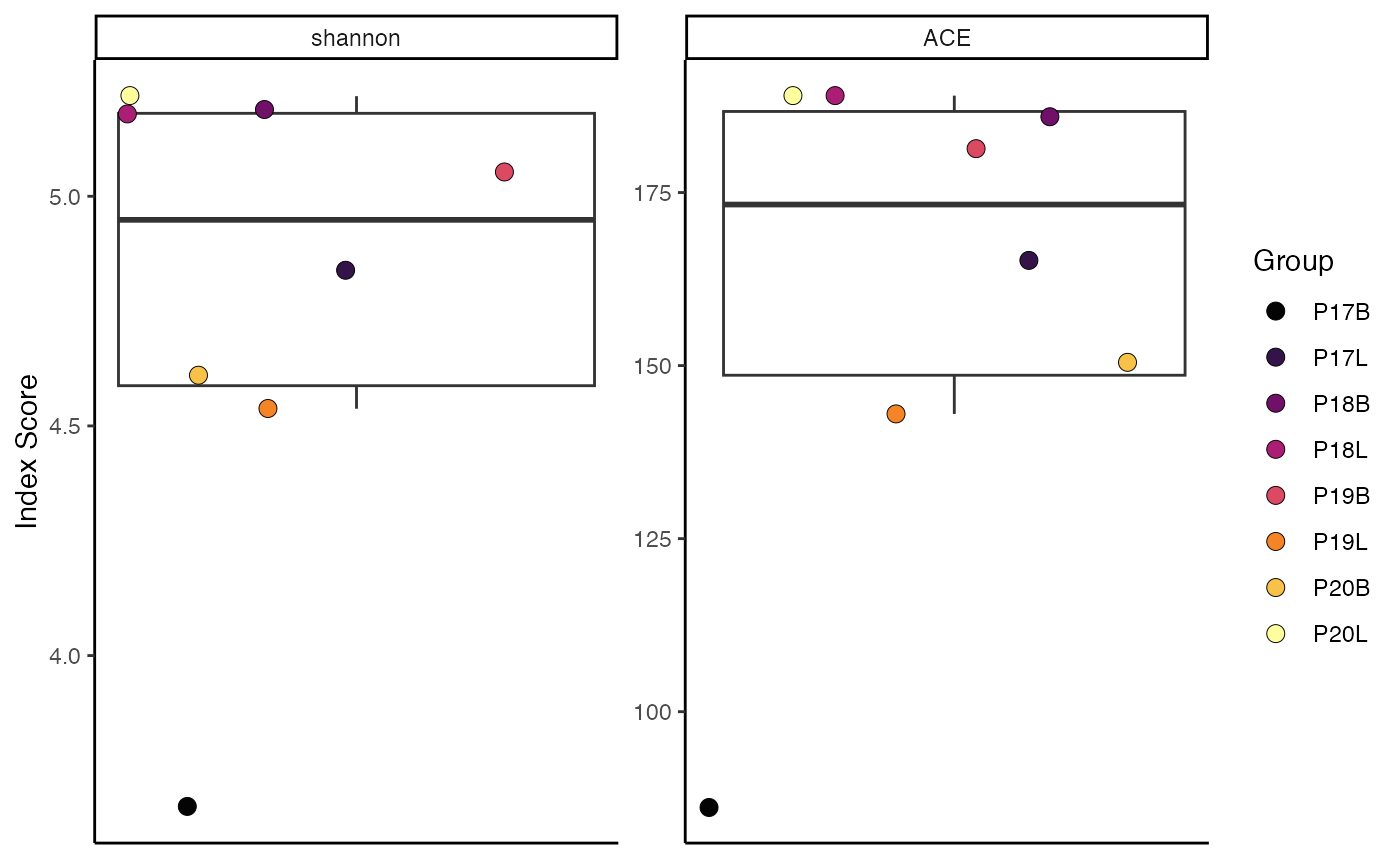 shannon
ACE
Index Score
5.0
4.5
4.0
175
150
125
100
Group
P17B
P17L
P18B
P18L
P19B
P19L
P20B
P20L